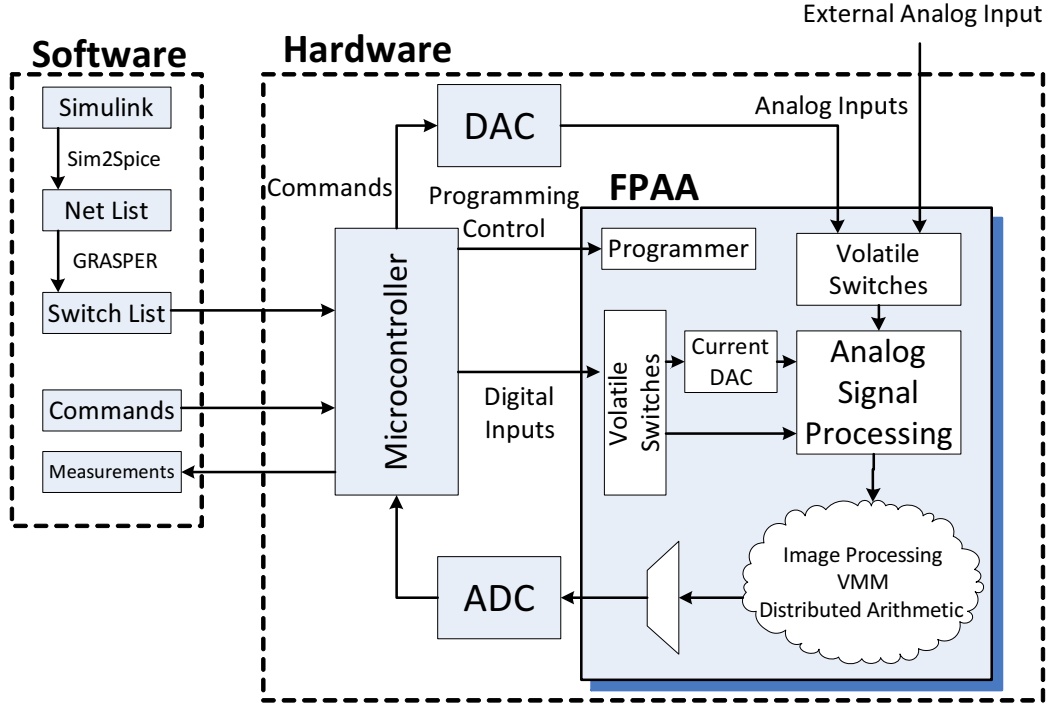 External Analog Input
Software
Hardware
Simulink
Sim2Spice
Net List
GRASPER
Switch List
Commands
Measurements
Commands
DAC
Analog Inputs
Programming
Control
Microcontroller
Digital
Inputs
ADC
FPAA
Programmer
Volatile
Switches
Volatile
Switches
Current
DAC
Analog
Signal
Processing
Image Processing
VMM
Distributed Arithmetic